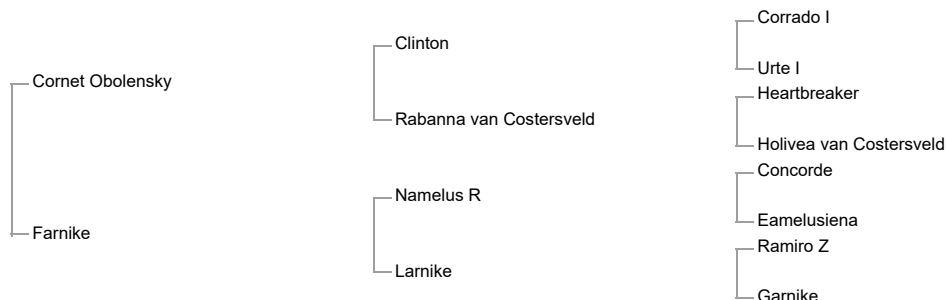 Corrado I
Clinton
Urte I
Cornet Obolensky
Heartbreaker
Rabanna van Costersveld
Holivea van Costersveld
Concorde
Namelus R
Eamelusiena
Farnike
Ramiro Z
Larnike
Garnike